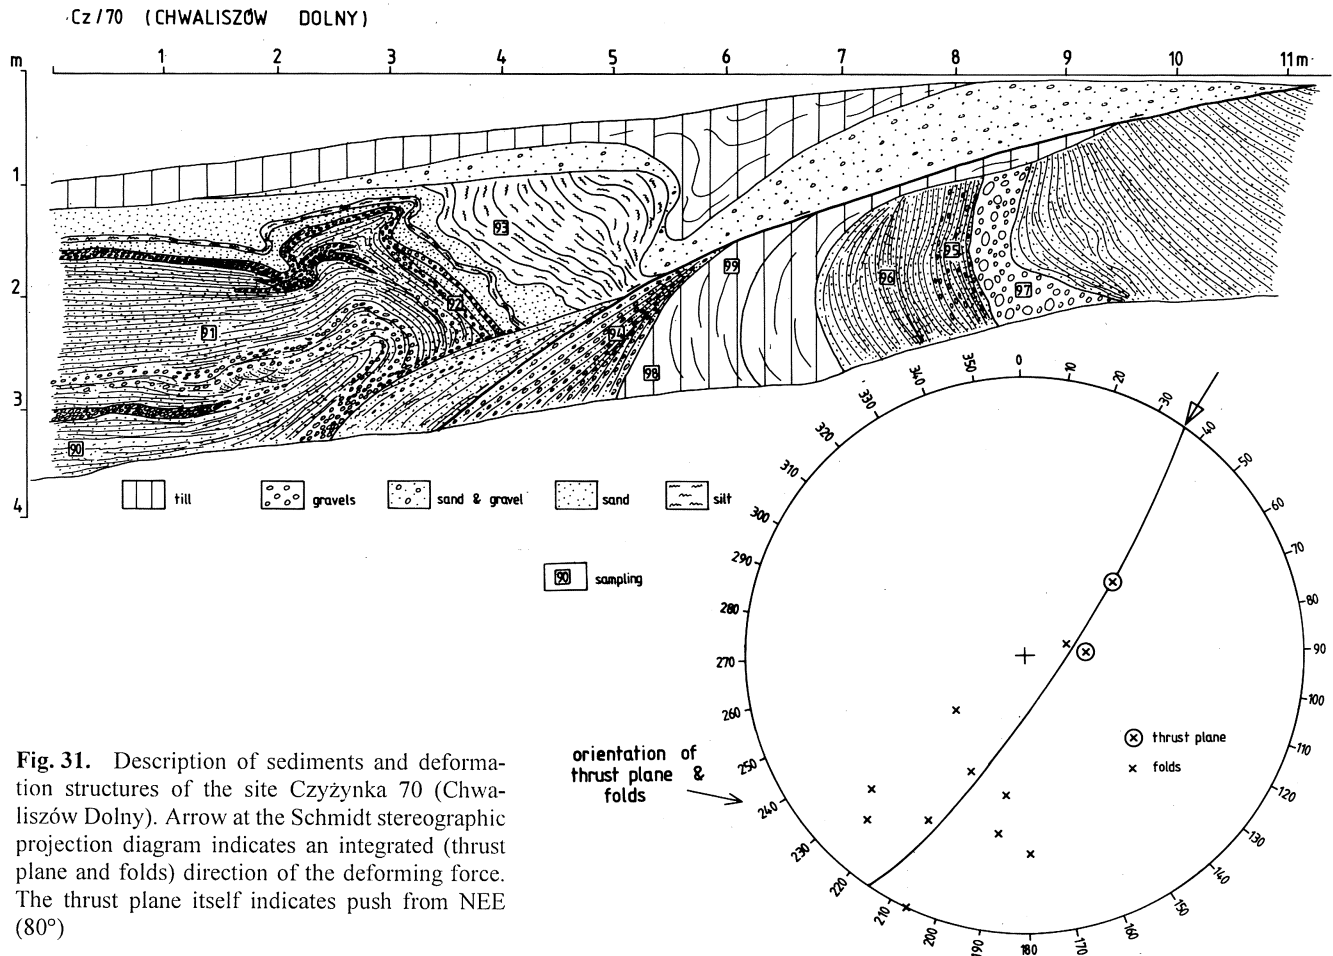 Cz/70 (CHWALISZÓW DOLNY)
m 1 2 3 4 5 6 7 8 9 10 11 m
1
2
3
4
93
99
95
96
97
92
91
94
98
90
till gravels sand & gravel sand silt
90 sampling
0 10 20 30 40 50 60 70 80 90 100 110 120 130 140 150 160 170 180 190 200 210 220 230 240 250 260 270 280 290 300 310 320 330 340 350
thrust plane
folds
orientation of
thrust plane &
folds
Fig. 31. Description of sediments and deforma-
tion structures of the site Czyżynka 70 (Chwa-
liszów Dolny). Arrow at the Schmidt stereographic
projection diagram indicates an integrated (thrust
plane and folds) direction of the deforming force.
The thrust plane itself indicates push from NEE
(80°)